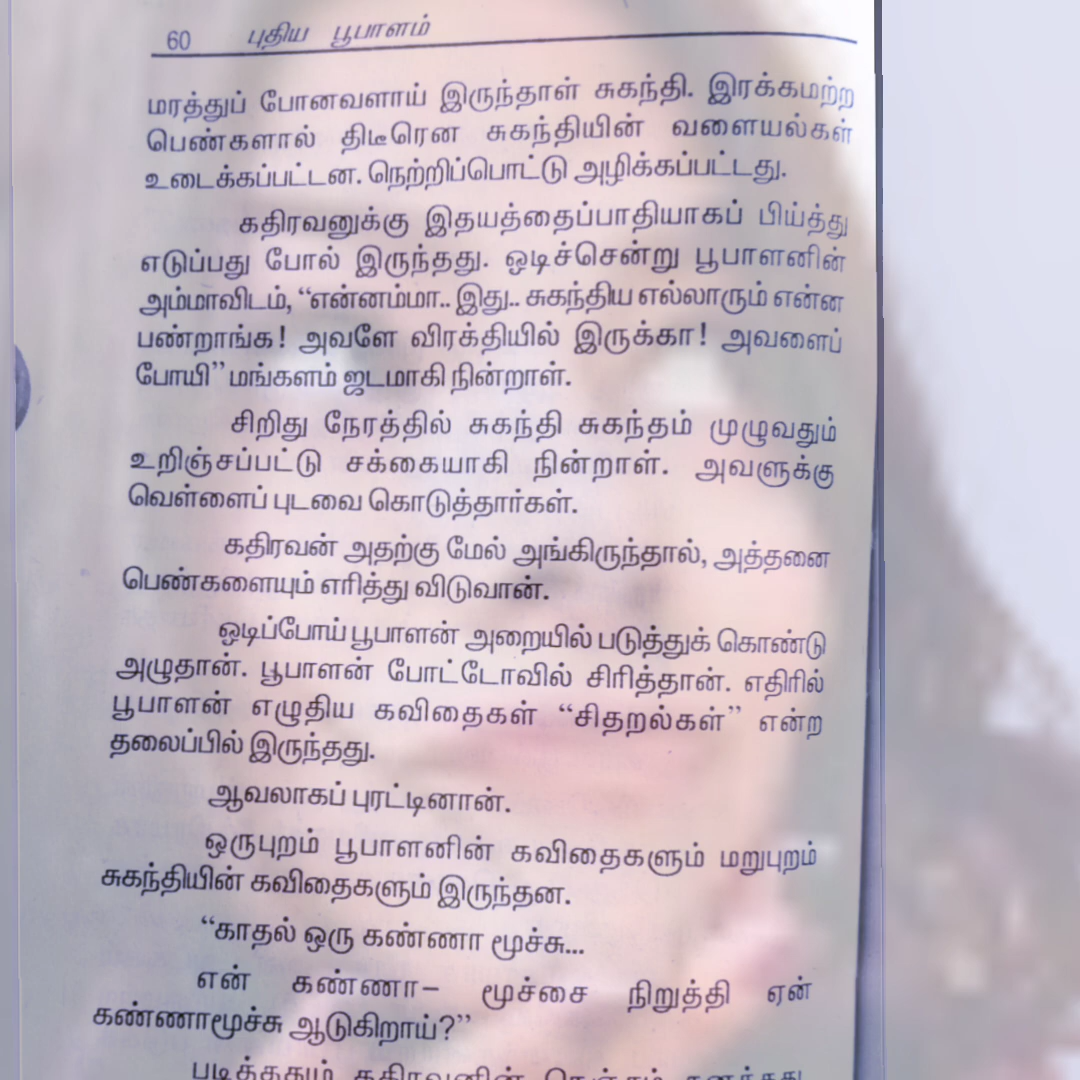 60 புதிய பூபாளம்
மரத்துப் போனவளாய் இருந்தாள் சுகந்தி. இரக்கமற்ற
பெண்களால் திடீரென சுகந்தியின் வளையல்கள்
உடைக்கப்பட்டன. நெற்றிப்பொட்டு அழிக்கப்பட்டது.
கதிரவனுக்கு இதயத்தைப்பாதியாகப் பிய்த்து
எடுப்பது போல் இருந்தது. ஒடிச்சென்று பூபாளனின்
அம்மாவிடம், “என்னம்மா.. இது.. சுகந்திய எல்லாரும் என்ன
பண்றாங்க! அவளே விரக்தியில் இருக்கா! அவளைப்
போயி” மங்களம் ஜடமாகி நின்றாள்.
சிறிது நேரத்தில் சுகந்தி சுகந்தம் முழுவதும்
உறிஞ்சப்பட்டு சக்கையாகி நின்றாள். அவளுக்கு
வெள்ளைப் புடவை கொடுத்தார்கள்.
கதிரவன் அதற்கு மேல் அங்கிருந்தால், அத்தனை
பெண்களையும் எரித்து விடுவான்.
ஒடிப்போய் பூபாளன் அறையில் படுத்துக் கொண்டு
அழுதான். பூபாளன் போட்டோவில் சிரித்தான். எதிரில்
பூபாளன் எழுதிய கவிதைகள் “சிதறல்கள்” என்ற
தலைப்பில் இருந்தது.
ஆவலாகப் புரட்டினான்.
ஒருபுறம் பூபாளனின் கவிதைகளும் மறுபுறம்
சுகந்தியின் கவிதைகளும் இருந்தன.
“காதல் ஒரு கண்ணா மூச்சு...
என் கண்ணா– மூச்சை நிறுத்தி ஏன்
கண்ணாமூச்சு ஆடுகிறாய்?”